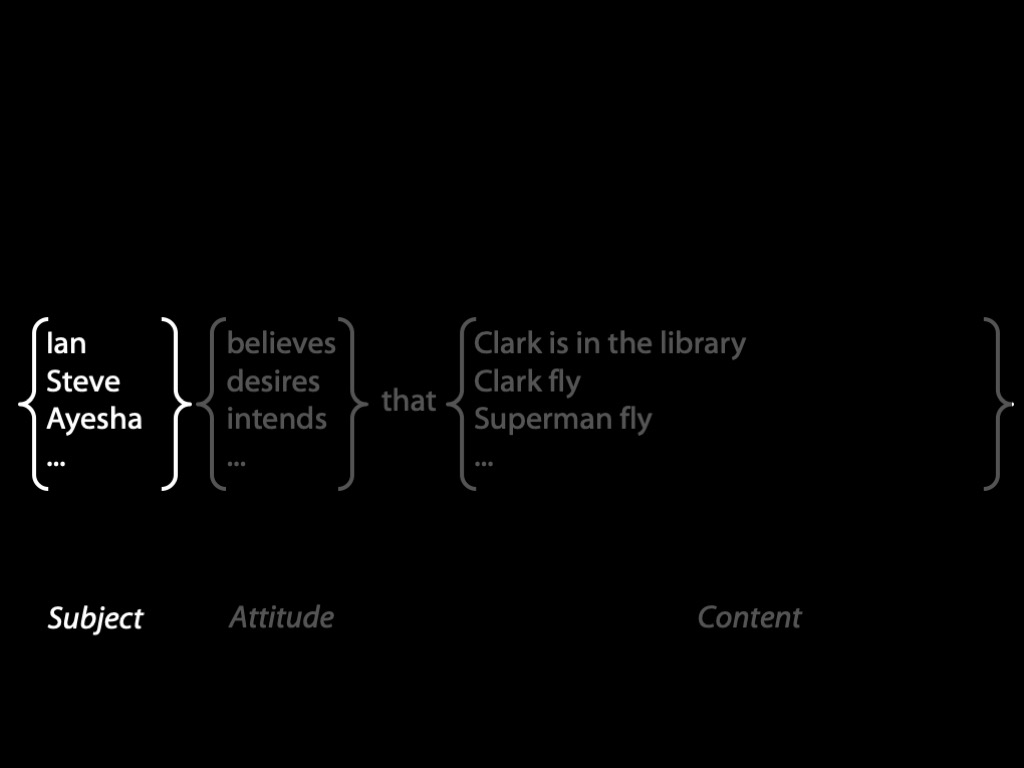 Ian believes Clark is in the library
Steve desires Clark fly
that
Ayesha intends Superman fly
... ... ...
Subject Attitude Content